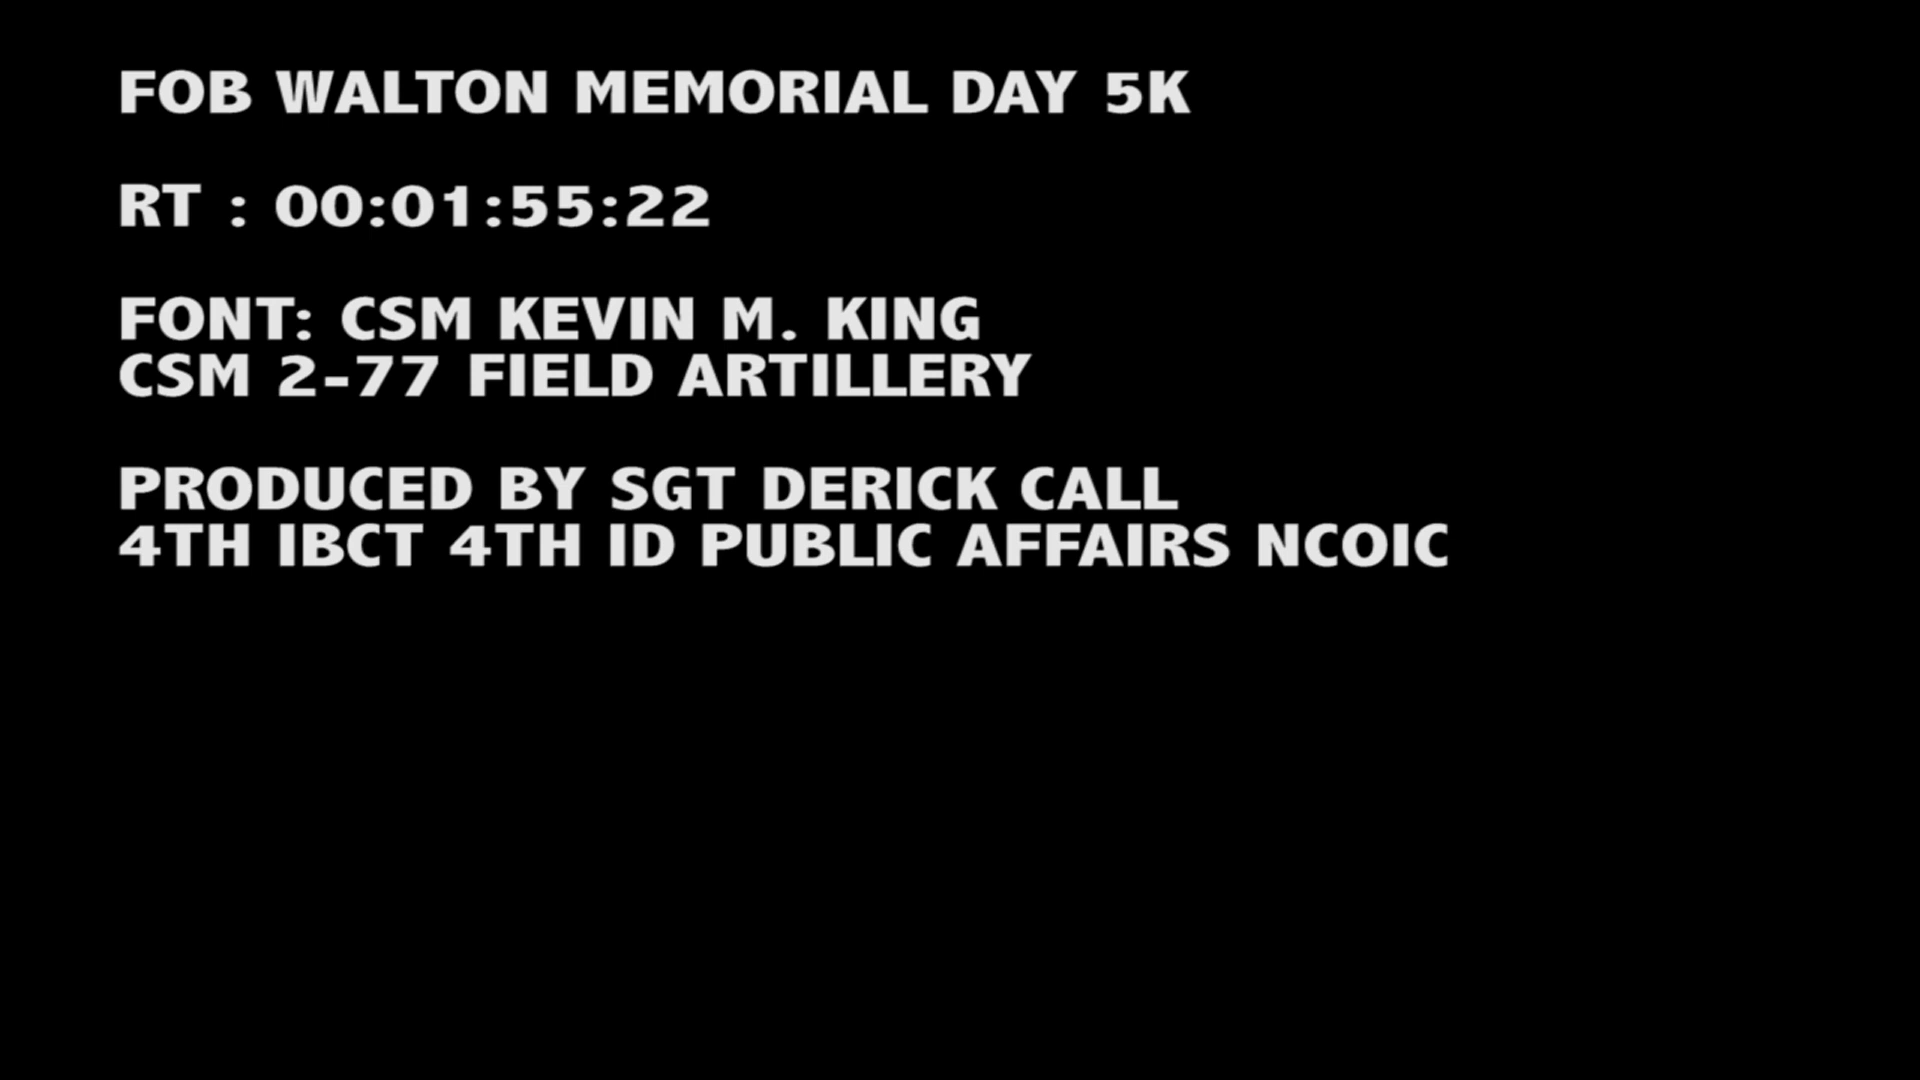 FOB WALTON MEMORIAL DAY 5K
RT : 00:01:55:22
FONT: CSM KEVIN M. KING
CSM 2-77 FIELD ARTILLERY
PRODUCED BY SGT DERICK CALL
4TH IBCT 4TH ID PUBLIC AFFAIRS NCOIC